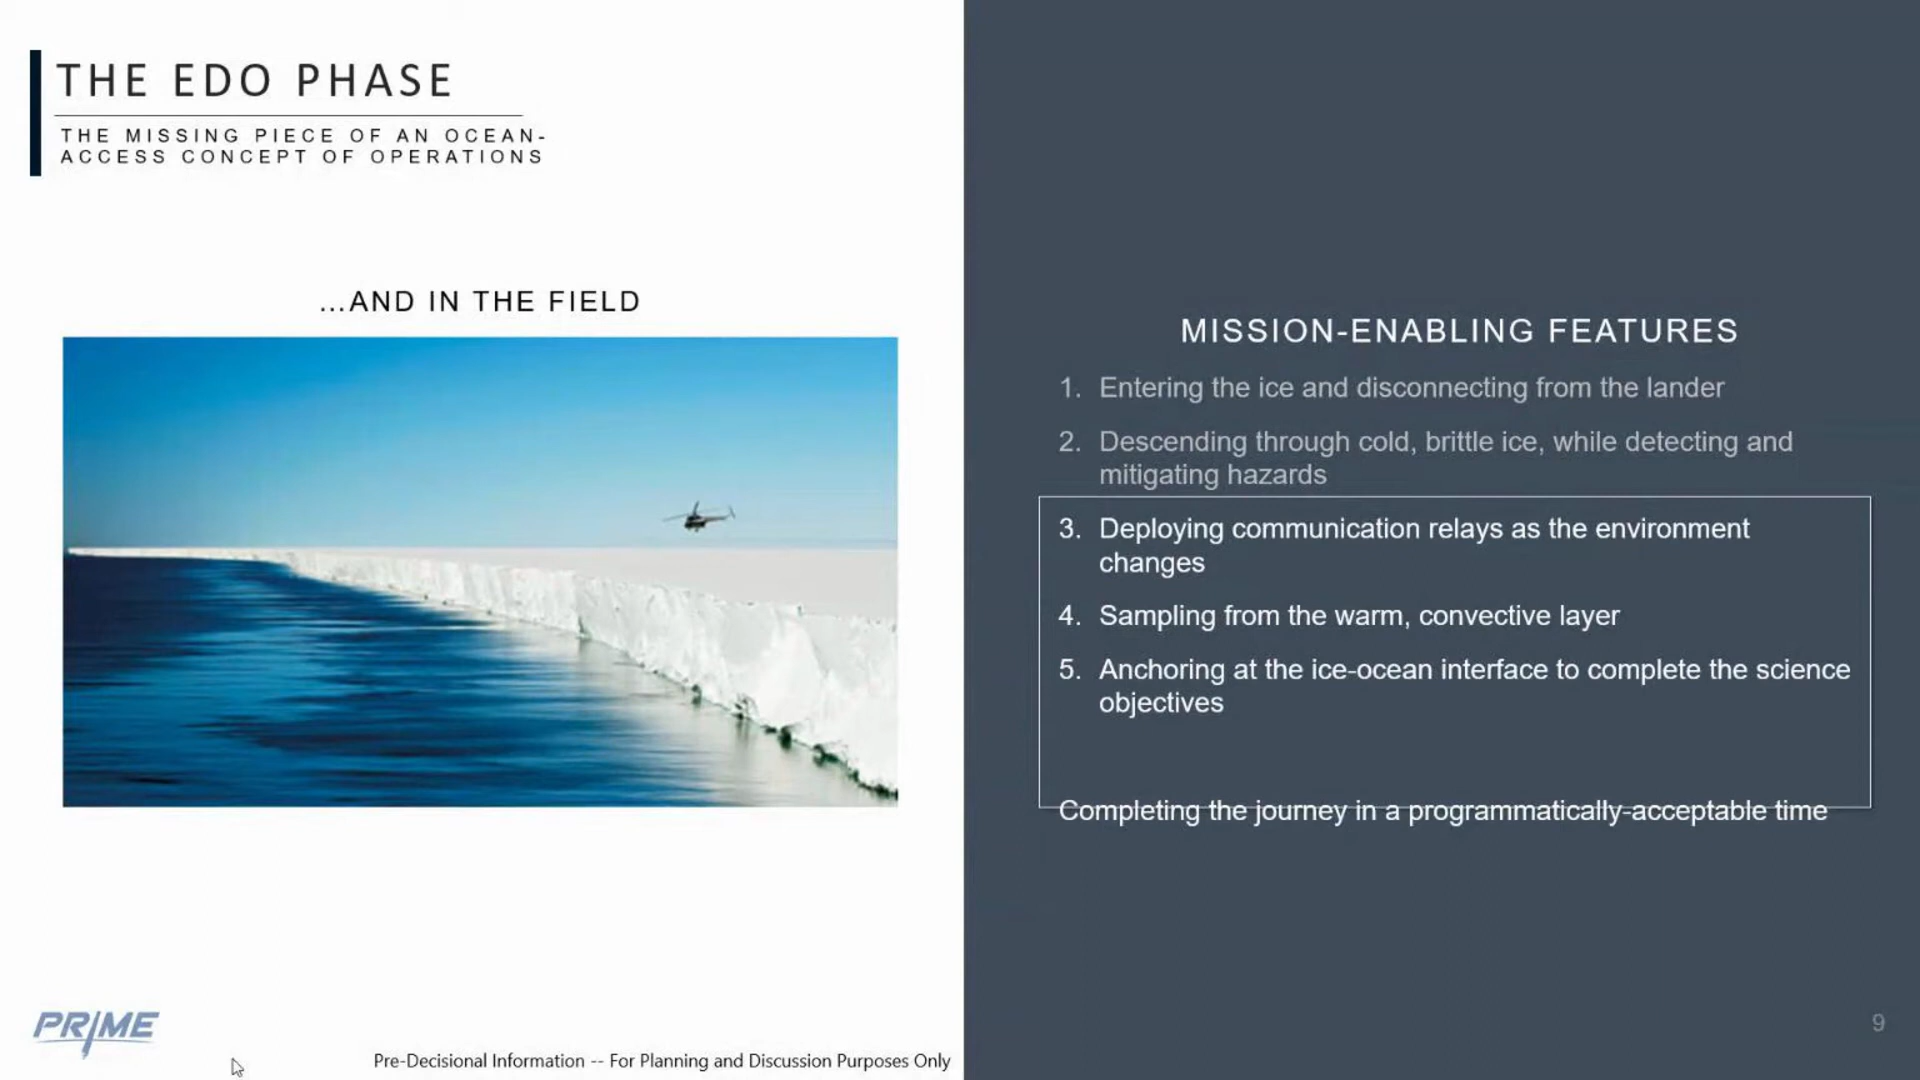 THE EDO PHASE
THE MISSING PIECE OF AN OCEAN-
ACCESS CONCEPT OF OPERATIONS
...AND IN THE FIELD
MISSION-ENABLING FEATURES
1. Entering the ice and disconnecting from the lander
2. Descending through cold, brittle ice, while detecting and
mitigating hazards
3. Deploying communication relays as the environment
changes
4. Sampling from the warm, convective layer
5. Anchoring at the ice-ocean interface to complete the science
objectives
Completing the journey in a programmatically-acceptable time
PRIME
Pre-Decisional Information -- For Planning and Discussion Purposes Only
9